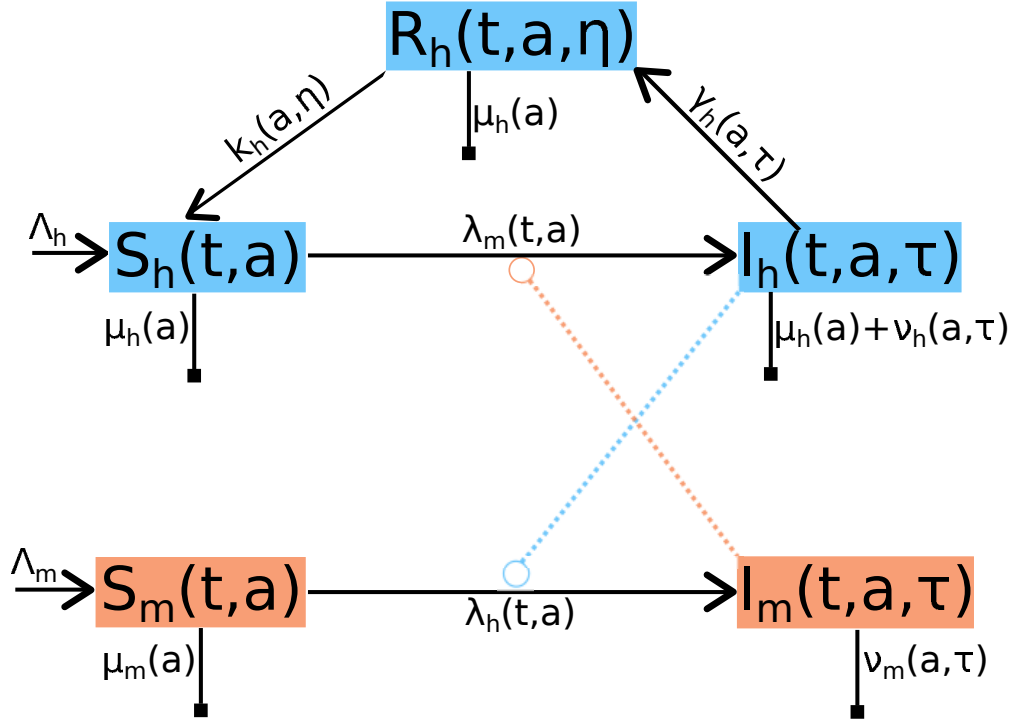 Rₕ(t,a,η)
μₕ(a)
kₕ(a,η)
γₕ(a,τ)
Λₕ
Sₕ(t,a)
λₘ(t,a)
Iₕ(t,a,τ)
μₕ(a)
μₕ(a)+νₕ(a,τ)
Λₘ
Sₘ(t,a)
λₕ(t,a)
Iₘ(t,a,τ)
μₘ(a)
νₘ(a,τ)